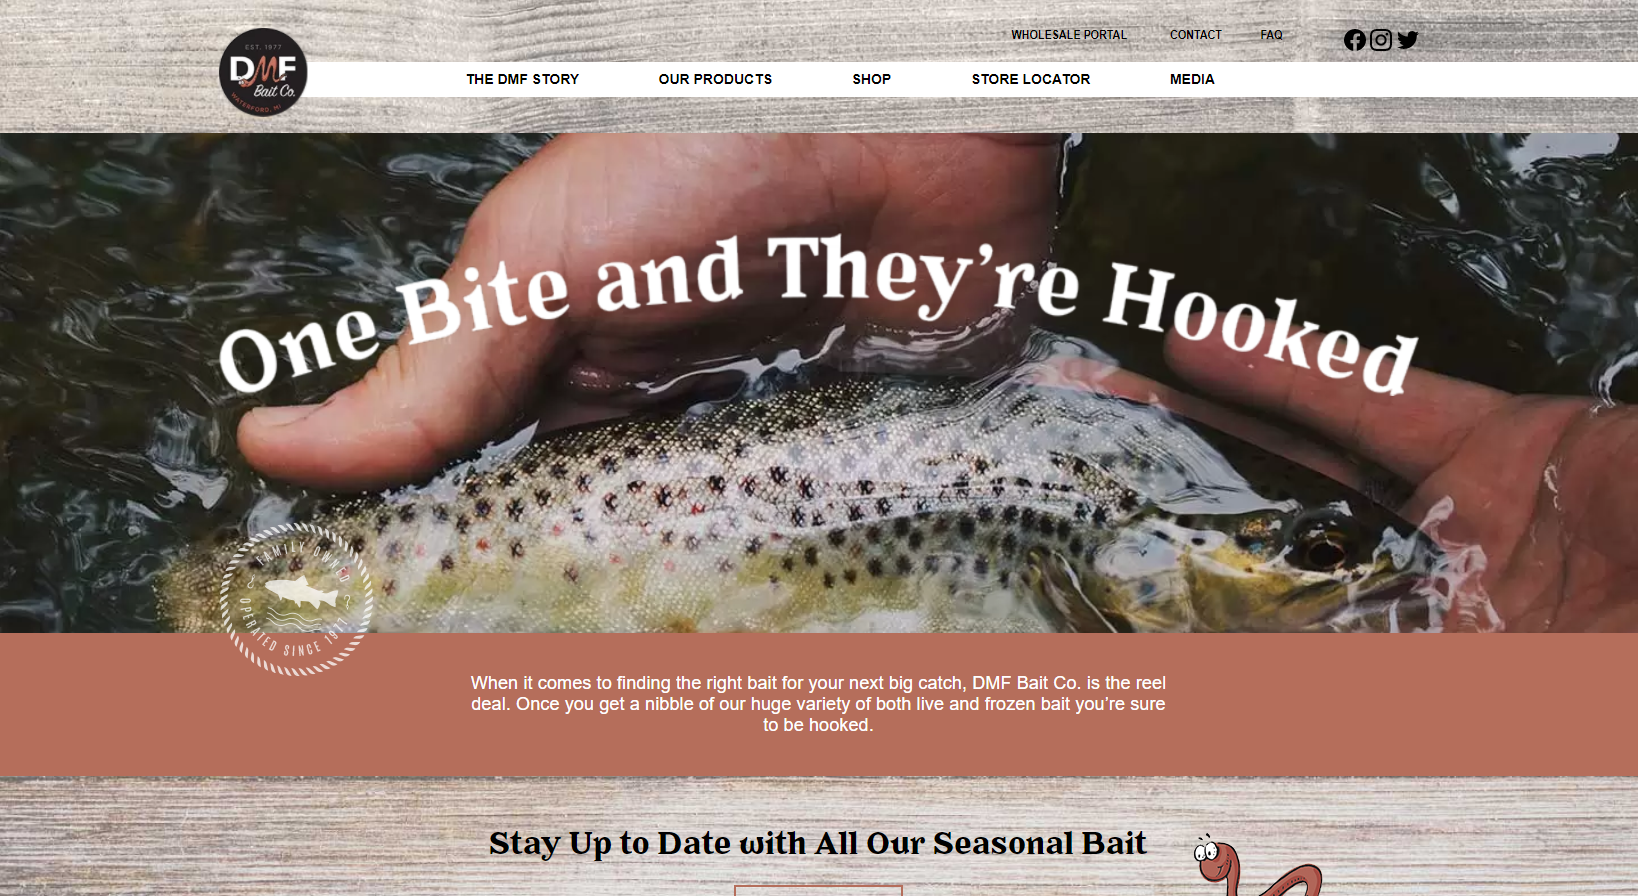 WHOLESALE PORTAL CONTACT FAQ
EST. 1977
DMF
Bait Co.
WATERFORD, MI
THE DMF STORY OUR PRODUCTS SHOP STORE LOCATOR MEDIA
One Bite and They're Hooked
FAMILY OWNED
OPERATED SINCE 1977
When it comes to finding the right bait for your next big catch, DMF Bait Co. is the reel
deal. Once you get a nibble of our huge variety of both live and frozen bait you're sure
to be hooked.
Stay Up to Date with All Our Seasonal Bait